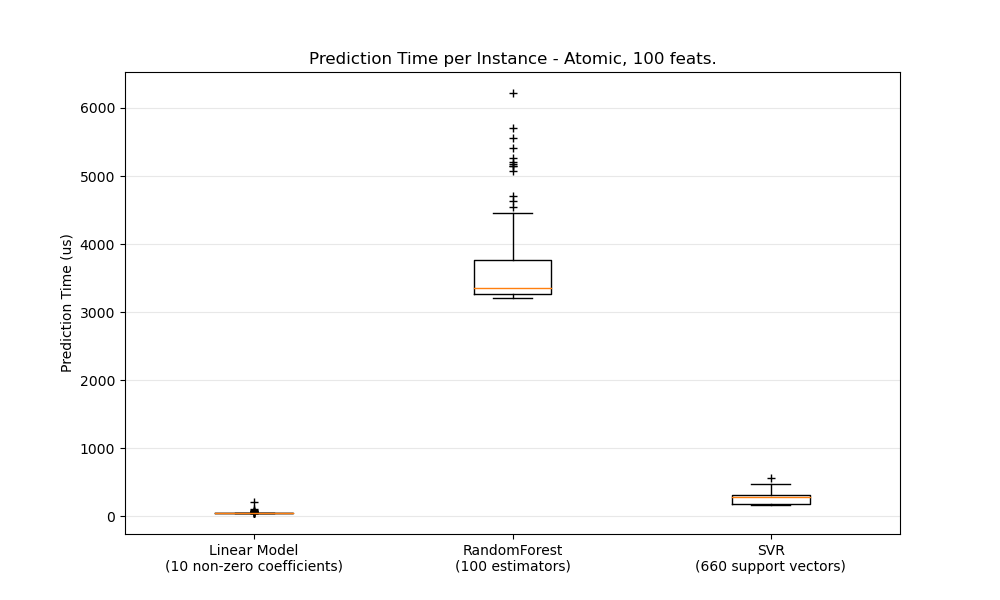 Prediction Time per Instance - Atomic, 100 feats.
Prediction Time (us)
6000
5000
4000
3000
2000
1000
0
Linear Model
(10 non-zero coefficients)
RandomForest
(100 estimators)
SVR
(660 support vectors)